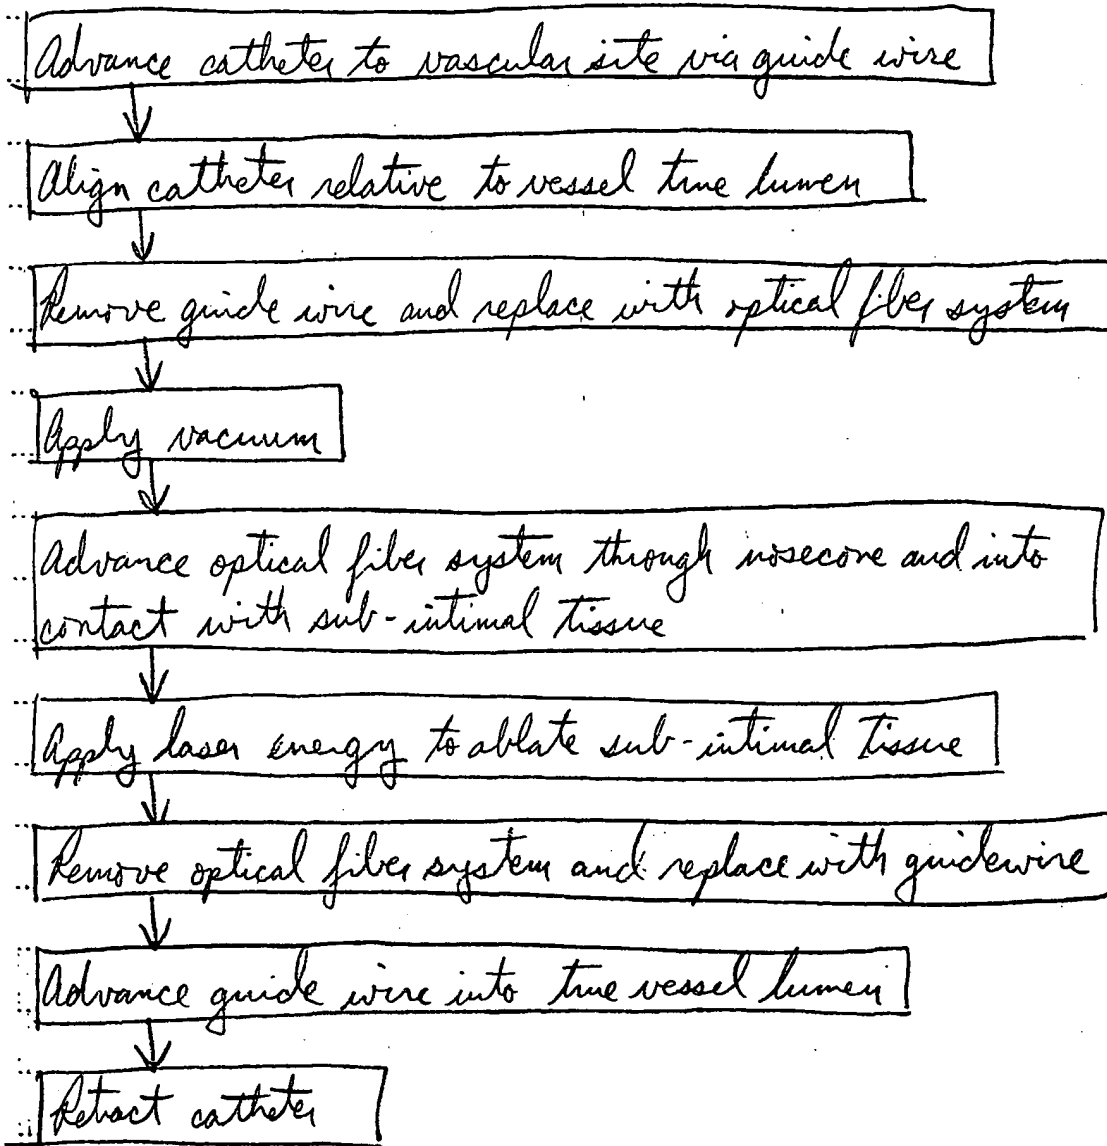 Advance catheter to vascular site via guide wire
Align catheter relative to vessel true lumen
Remove guide wire and replace with optical fiber system
Apply vacuum
Advance optical fiber system through nosecone and into
contact with sub-intimal tissue
Apply laser energy to ablate sub-intimal tissue
Remove optical fiber system and replace with guidewire
Advance guide wire into true vessel lumen
Retract catheter